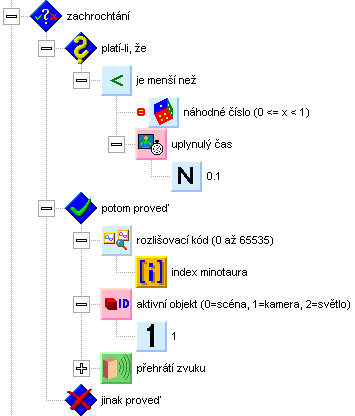 zachrochtání
platí-li, že
je menší než
náhodné číslo (0 <= x < 1)
uplynulý čas
N 0.1
potom proveď
rozlišovací kód (0 až 65535)
[i] index minotaura
ID aktivní objekt (0=scéna, 1=kamera, 2=světlo)
1 1
přehrátí zvuku
jinak proveď